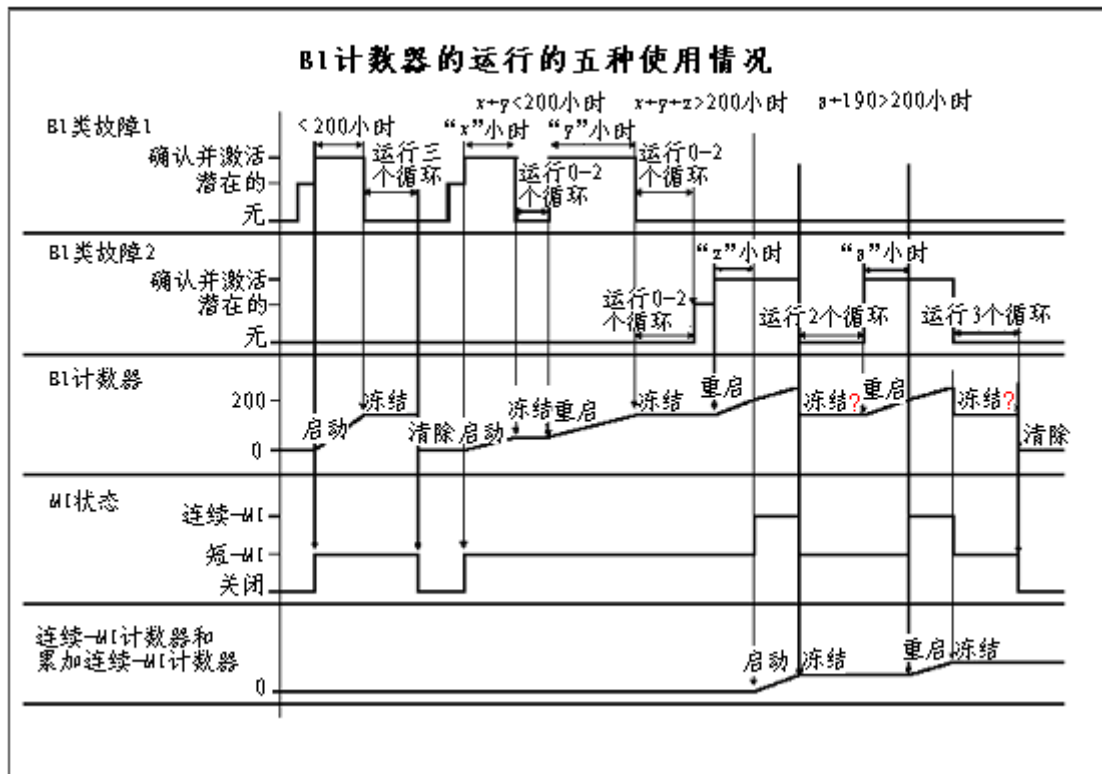 B1计数器的运行的五种使用情况
x+y<200小时
x+y+z>200小时
a+190>200小时
B1类故障1
<200小时
“x”小时
“y”小时
确认并激活
潜在的
无
运行三
个循环
运行0-2
个循环
运行0-2
个循环
B1类故障2
“z”小时
“a”小时
确认并激活
潜在的
无
运行0-2
个循环
运行2个循环
运行3个循环
B1计数器
200
0
启动
冻结
清除
启动
冻结
重启
冻结
重启
冻结?
重启
冻结?
清除
MI状态
连续-MI
短-MI
关闭
连续-MI计数器和
累加连续-MI计数器
0
启动
冻结
重启
冻结